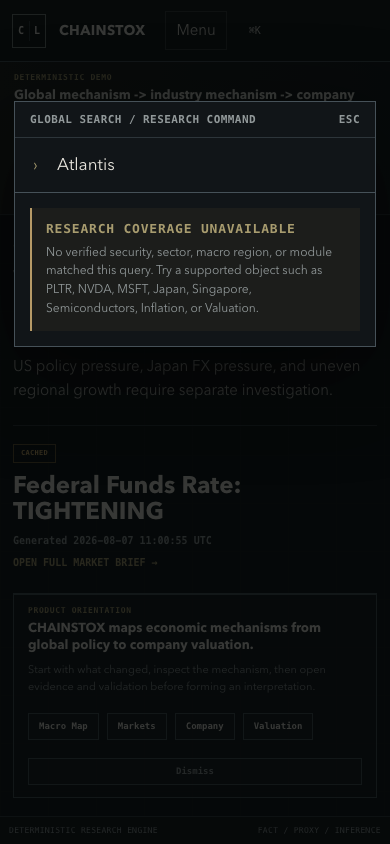 C L CHAINSTOX Menu ⌘K
DETERMINISTIC DEMO
Global mechanism -> industry mechanism -> company
GLOBAL SEARCH / RESEARCH COMMAND ESC
› Atlantis
RESEARCH COVERAGE UNAVAILABLE
No verified security, sector, macro region, or module
matched this query. Try a supported object such as
PLTR, NVDA, MSFT, Japan, Singapore,
Semiconductors, Inflation, or Valuation.
US policy pressure, Japan FX pressure, and uneven
regional growth require separate investigation.
CACHED
Federal Funds Rate:
TIGHTENING
Generated 2026-08-07 11:00:55 UTC
OPEN FULL MARKET BRIEF →
PRODUCT ORIENTATION
CHAINSTOX maps economic mechanisms from
global policy to company valuation.
Start with what changed, inspect the mechanism, then open
evidence and validation before forming an interpretation.
Macro Map Markets Company Valuation
Dismiss
DETERMINISTIC RESEARCH ENGINE FACT / PROXY / INFERENCE